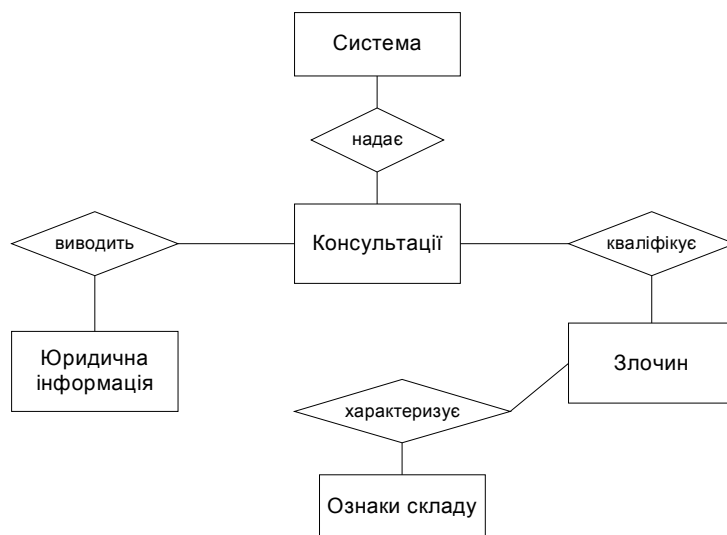 Система
надає
виводить
Консультації
кваліфікує
Юридична
інформація
Злочин
характеризує
Ознаки складу